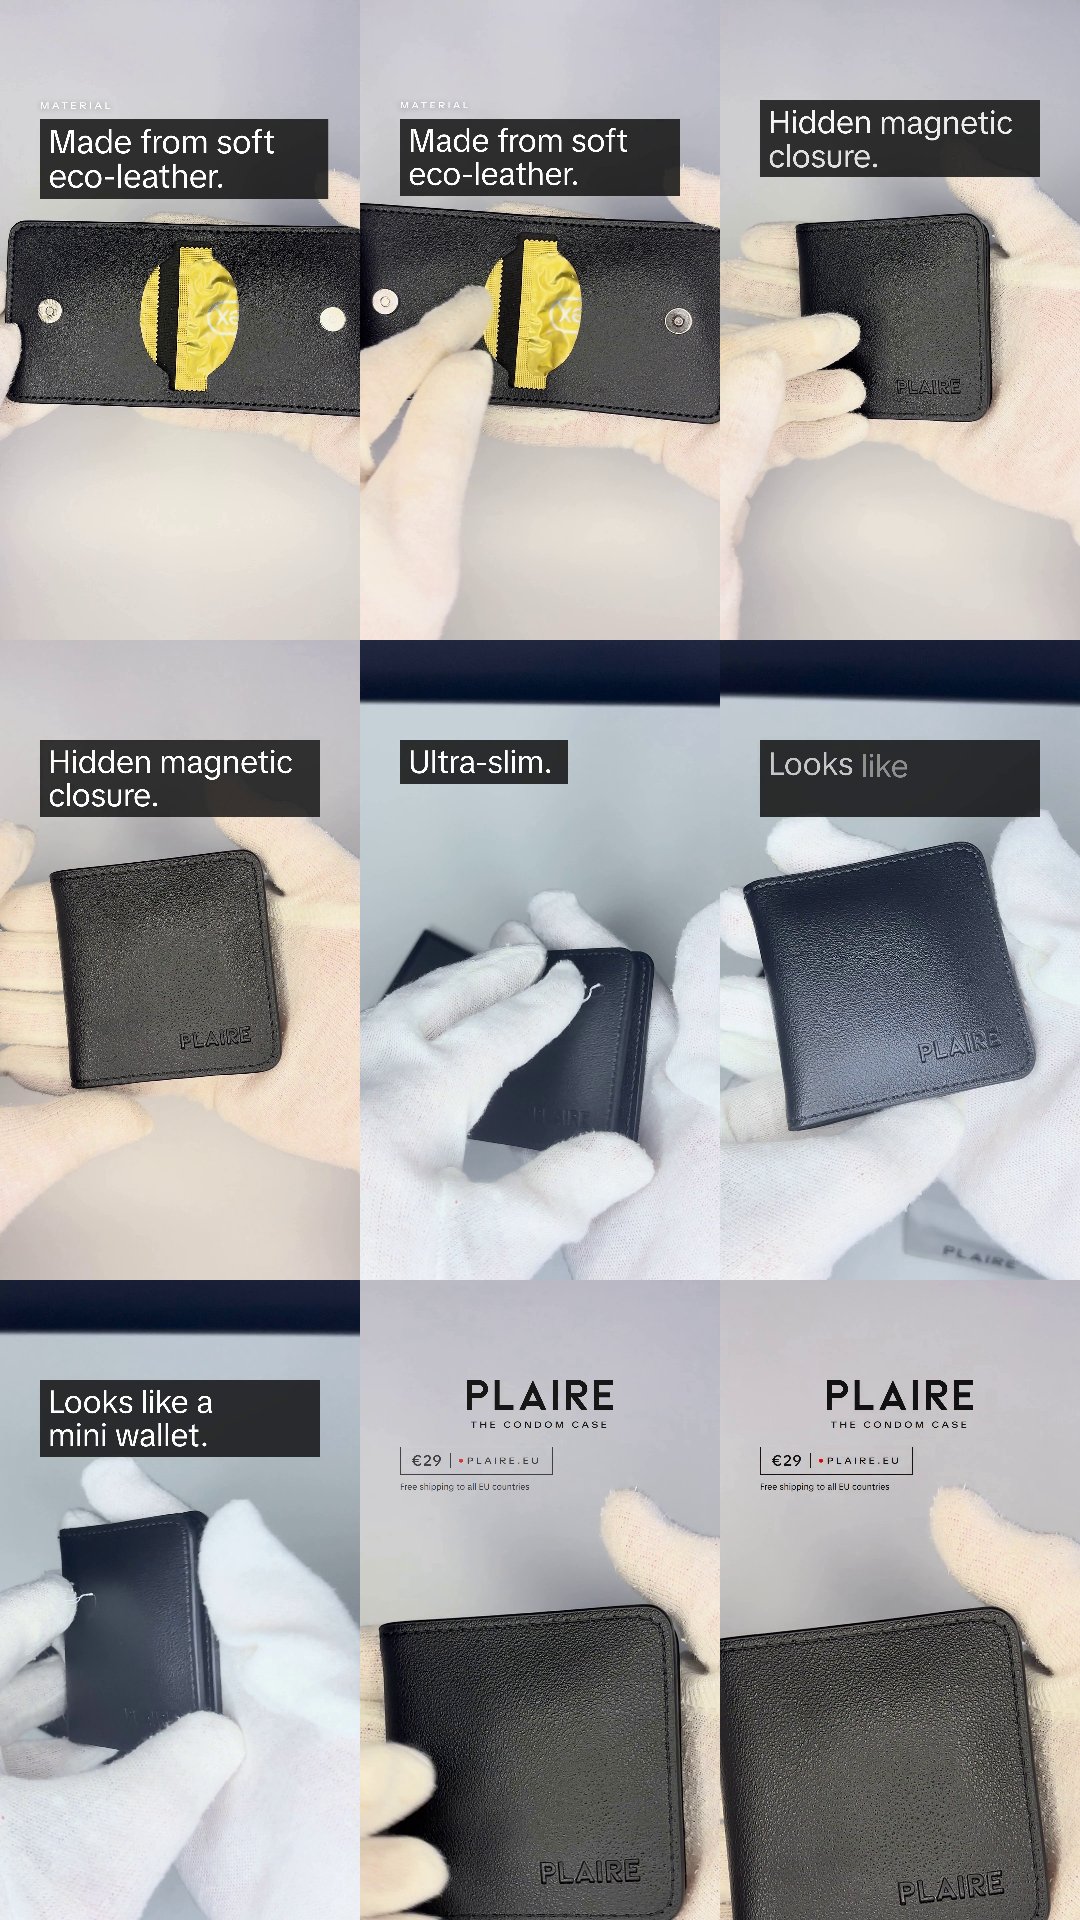 MATERIAL
Made from soft
eco-leather.
MATERIAL
Made from soft
eco-leather.
Hidden magnetic
closure.
PLAIRE
Hidden magnetic
closure.
PLAIRE
Ultra-slim.
PLAIRE
Looks like
PLAIRE
PLAIRE
Looks like a
mini wallet.
PLAIRE
THE CONDOM CASE
€29 | •PLAIRE.EU
Free shipping to all EU countries
PLAIRE
PLAIRE
THE CONDOM CASE
€29 | •PLAIRE.EU
Free shipping to all EU countries
PLAIRE